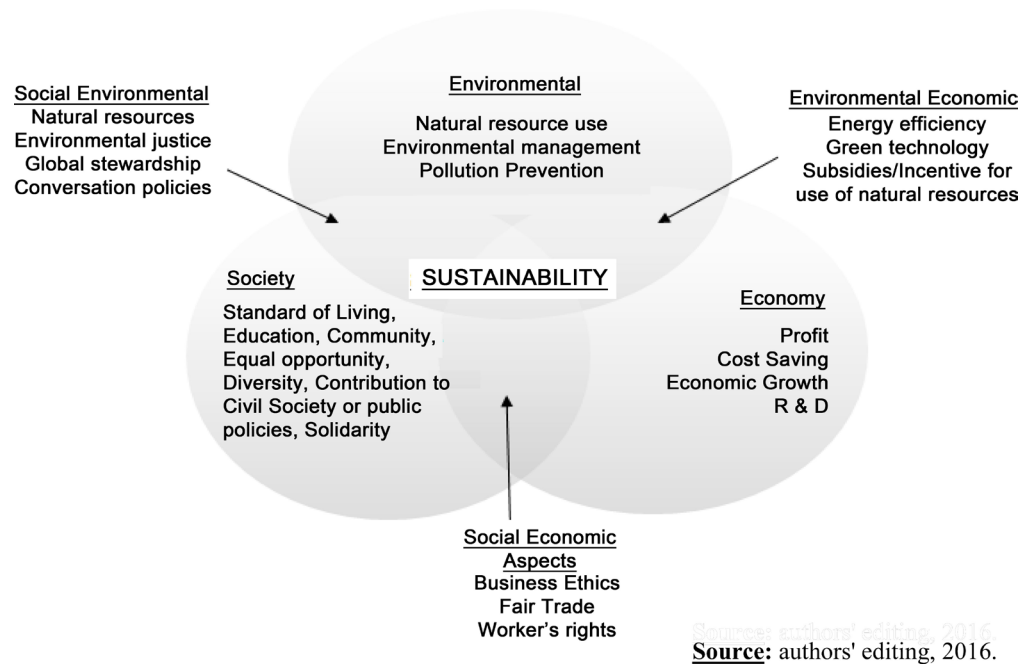 Social Environmental
Natural resources
Environmental justice
Global stewardship
Conversation policies
Environmental
Natural resource use
Environmental management
Pollution Prevention
Environmental Economic
Energy efficiency
Green technology
Subsidies/Incentive for
use of natural resources
Society
Standard of Living,
Education, Community,
Equal opportunity,
Diversity, Contribution to
Civil Society or public
policies, Solidarity
SUSTAINABILITY
Economy
Profit
Cost Saving
Economic Growth
R & D
Social Economic
Aspects
Business Ethics
Fair Trade
Worker's rights
Source: authors' editing, 2016.
Source: authors' editing, 2016.